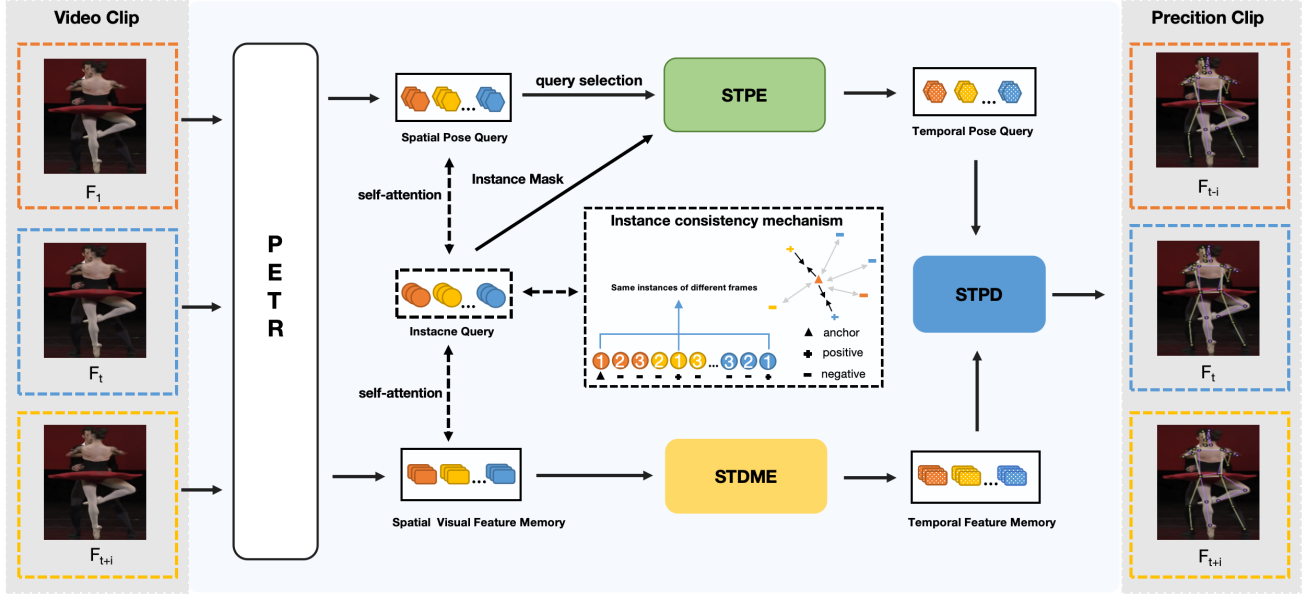 Video Clip
F1
Ft
Ft+i
P
E
T
R
Spatial Pose Query
query selection
STPE
Temporal Pose Query
self-attention
Instance Mask
Instacne Query
Instance consistency mechanism
Same instances of different frames
1 2 3 2 1 3 ... 3 2 1
anchor
positive
negative
self-attention
Spatial Visual Feature Memory
STDME
Temporal Feature Memory
STPD
Precition Clip
Ft-i
Ft
Ft+i